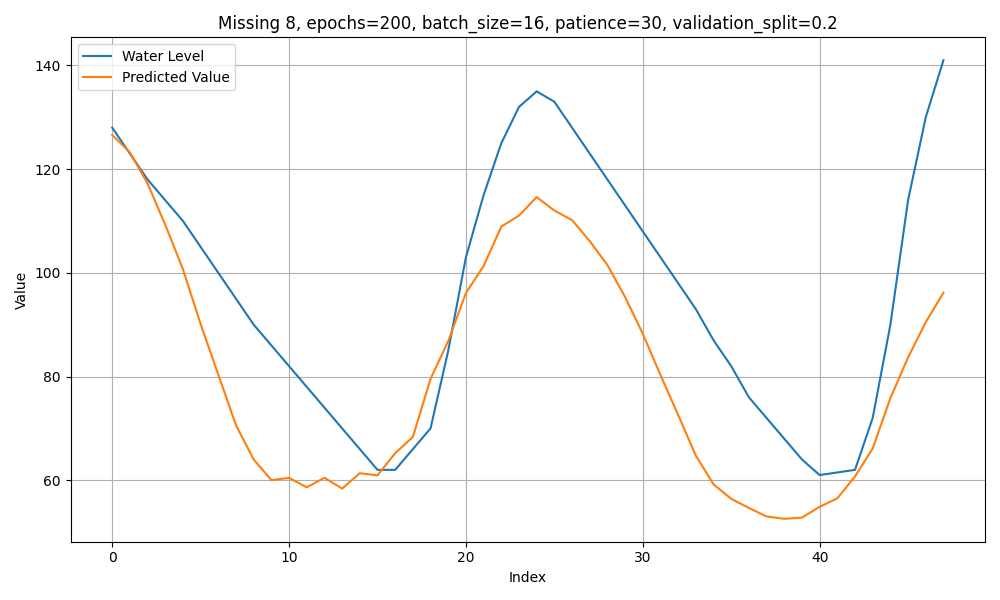 Missing 8, epochs=200, batch_size=16, patience=30, validation_split=0.2
Water Level
Predicted Value
140
120
100
80
60
Value
0
10
20
30
40
Index